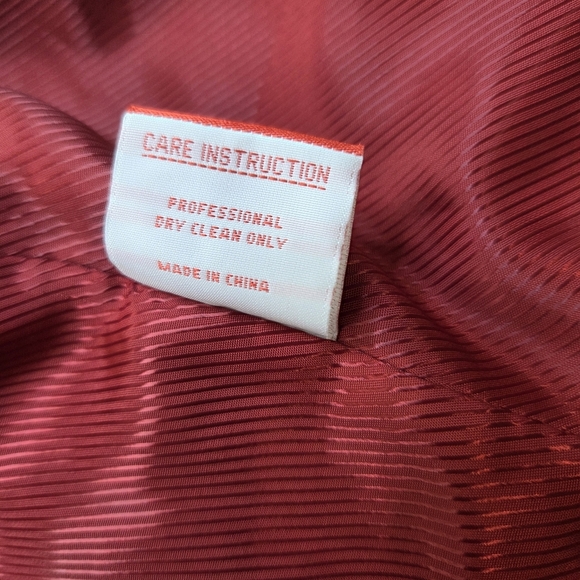 CARE INSTRUCTION
PROFESSIONAL
DRY CLEAN ONLY
MADE IN CHINA